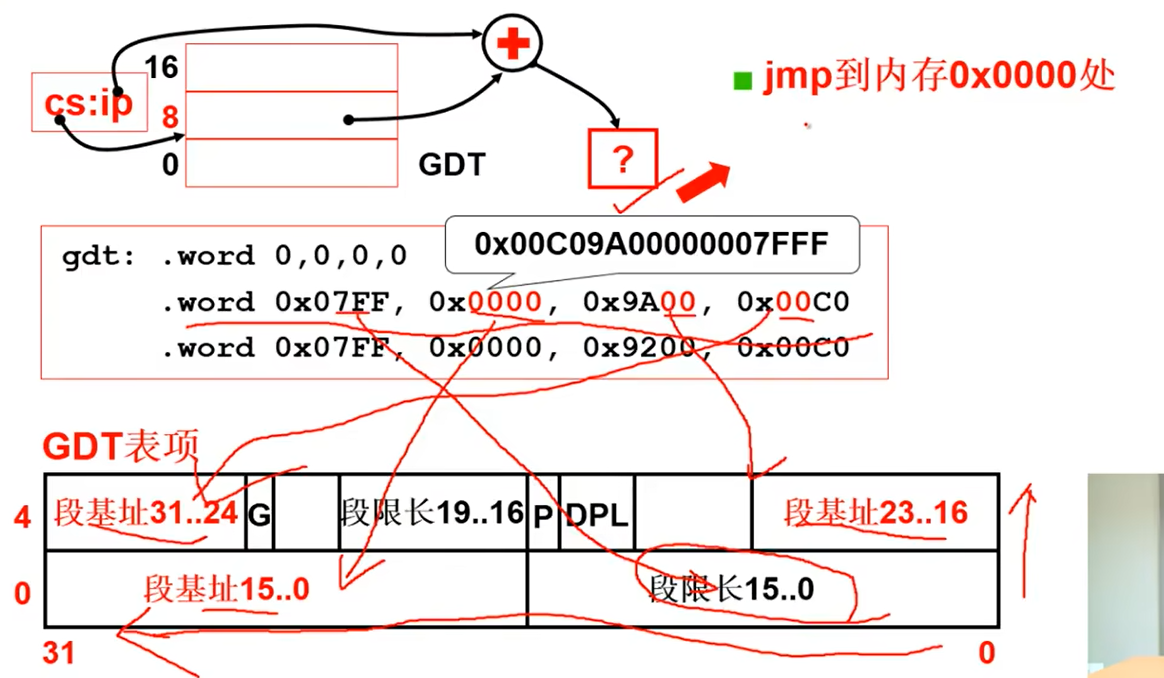 16
cs:ip
8
0
GDT
?
+
■ jmp到内存0x0000处
0x00C09A00000007FFF
gdt: .word 0,0,0,0
.word 0x07FF, 0x0000, 0x9A00, 0x00C0
.word 0x07FF, 0x0000, 0x9200, 0x00C0
GDT表项
4 段基址31..24 G 段限长19..16 P DPL 段基址23..16
0 段基址15..0 段限长15..0
31 0